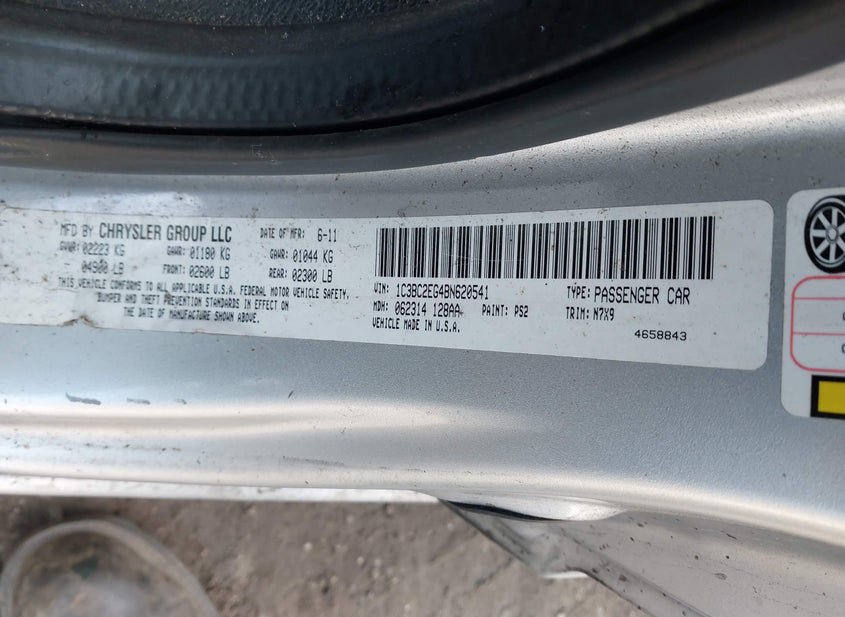 MFD BY CHRYSLER GROUP LLC DATE OF MFR: 6-11
GVWR: 02223 KG GAWR: 01180 KG GAWR: 01044 KG
04900 LB FRONT: 02600 LB REAR: 02300 LB
THIS VEHICLE CONFORMS TO ALL APPLICABLE U.S.A. FEDERAL MOTOR VEHICLE SAFETY,
BUMPER AND THEFT PREVENTION STANDARDS IN EFFECT ON
THE DATE OF MANUFACTURE SHOWN ABOVE.
VIN: 1C3BC2EG4BN620541 TYPE: PASSENGER CAR
MDH: 062314 128AA PAINT: PS2 TRIM: N7X9
VEHICLE MADE IN U.S.A.
4658843